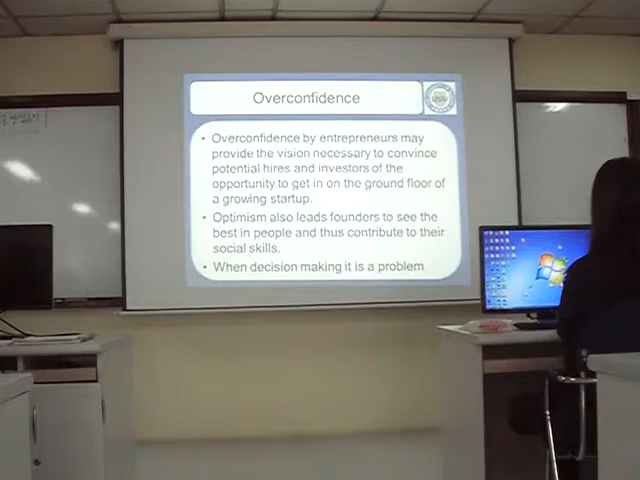 Overconfidence
• Overconfidence by entrepreneurs may
provide the vision necessary to convince
potential hires and investors of the
opportunity to get in on the ground floor of
a growing startup.
• Optimism also leads founders to see the
best in people and thus contribute to their
social skills.
• When decision making it is a problem